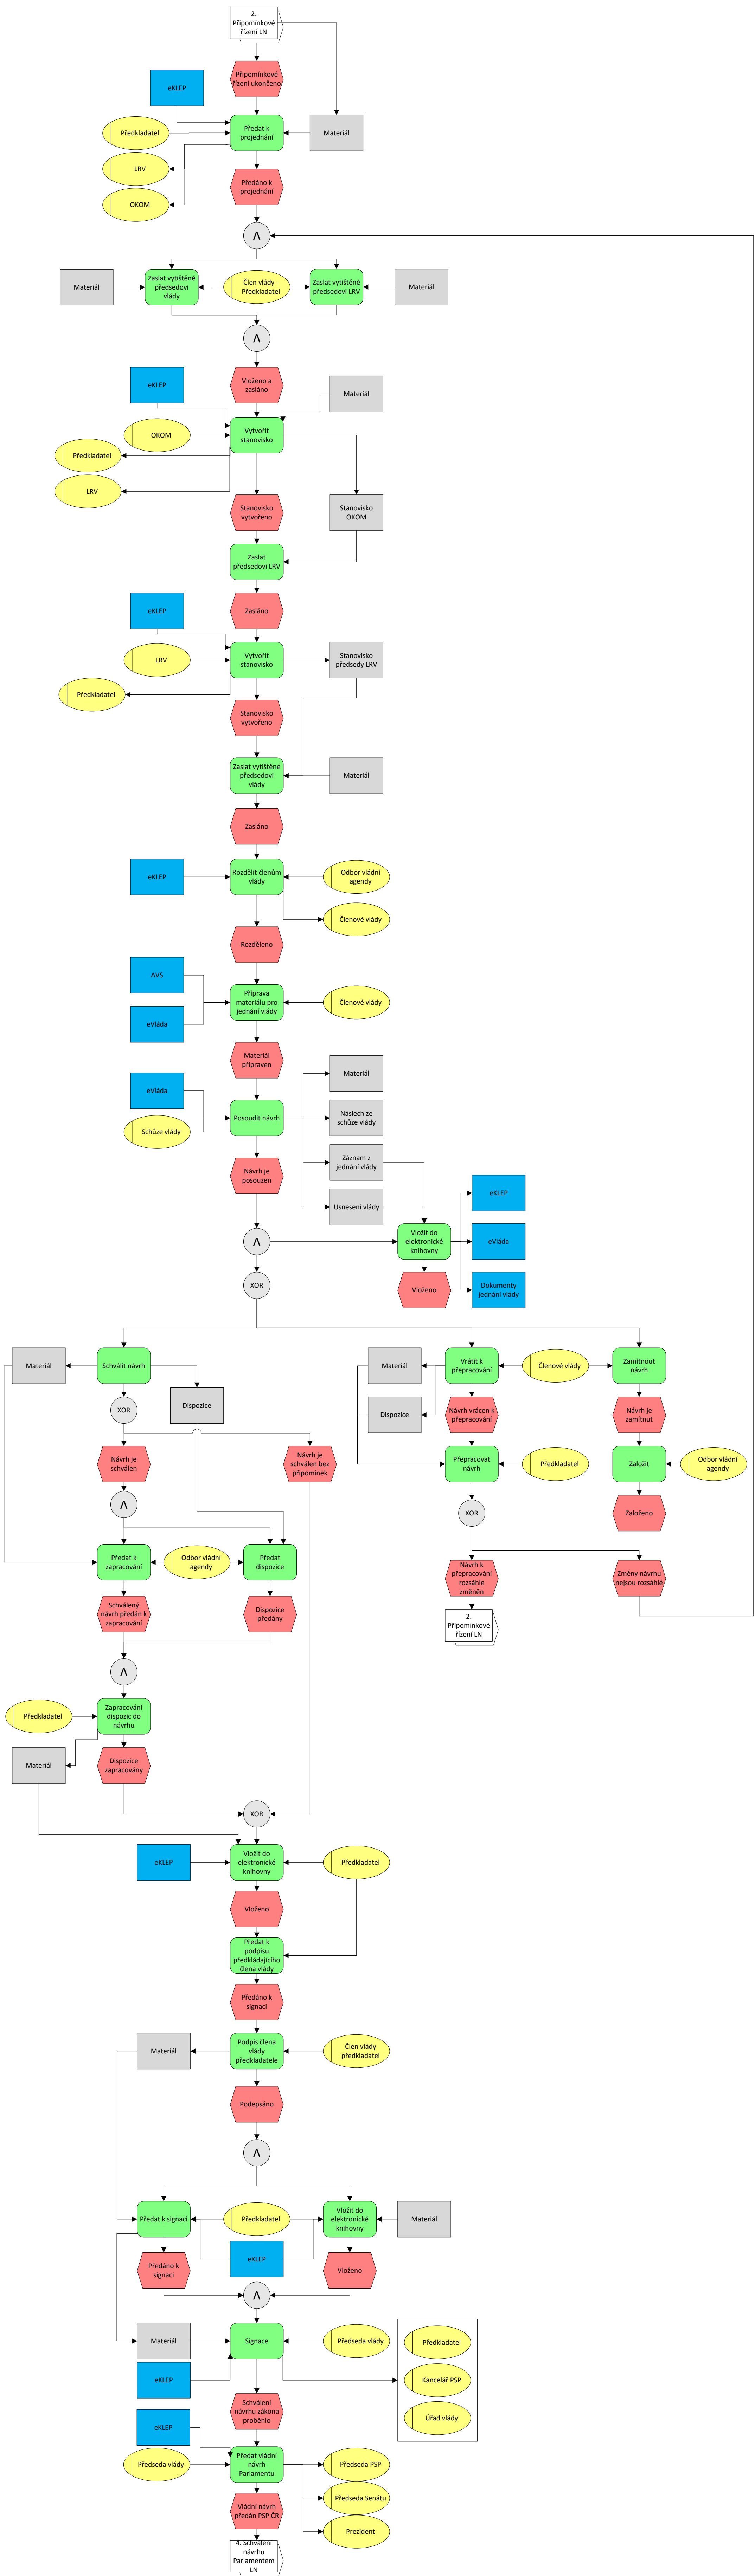 2.
Připomínkové
řízení LN
Připomínkové
řízení ukončeno
eKLEP
Předkladatel
Předat k
projednání
Materiál
LRV
OKOM
Předáno k
projednání
Λ
Materiál
Zaslat vytištěné
předsedovi
vlády
Člen vlády -
Předkladatel
Zaslat vytištěné
předsedovi LRV
Materiál
Λ
eKLEP
Vloženo a
zasláno
Materiál
OKOM
Vytvořit
stanovisko
Předkladatel
LRV
Stanovisko
vytvořeno
Stanovisko
OKOM
Zaslat
předsedovi LRV
eKLEP
Zasláno
LRV
Vytvořit
stanovisko
Stanovisko
předsedy LRV
Předkladatel
Stanovisko
vytvořeno
Zaslat vytištěné
předsedovi
vlády
Materiál
Zasláno
eKLEP
Rozdělit členům
vlády
Odbor vládní
agendy
Členové vlády
Rozděleno
AVS
eVláda
Příprava
materiálu pro
jednání vlády
Členové vlády
Materiál
připraven
Materiál
eVláda
Schůze vlády
Posoudit návrh
Náslech ze
schůze vlády
Návrh je
posouzen
Záznam z
jednání vlády
Usnesení vlády
eKLEP
Λ
Vložit do
elektronické
knihovny
eVláda
XOR
Vloženo
Dokumenty
jednání vlády
Materiál
Schválit návrh
Materiál
Vrátit k
přepracování
Členové vlády
Zamítnout
návrh
XOR
Dispozice
Dispozice
Návrh vrácen k
přepracování
Návrh je
zamítnut
Návrh je
schválen
Návrh je
schválen bez
připomínek
Přepracovat
návrh
Předkladatel
Založit
Odbor vládní
agendy
Λ
XOR
Založeno
Předat k
zapracování
Odbor vládní
agendy
Předat
dispozice
Návrh k
přepracování
rozsáhle
změněn
Změny návrhu
nejsou rozsáhlé
Schválený
návrh předán k
zapracování
Dispozice
předány
2.
Připomínkové
řízení LN
Λ
Předkladatel
Zapracování
dispozic do
návrhu
Materiál
Dispozice
zapracovány
XOR
eKLEP
Vložit do
elektronické
knihovny
Předkladatel
Vloženo
Předat k
podpisu
předkládajícího
člena vlády
Předáno k
signaci
Materiál
Podpis člena
vlády
předkladatele
Člen vlády
předkladatel
Podepsáno
Λ
Předat k signaci
Předkladatel
Vložit do
elektronické
knihovny
Materiál
Předáno k
signaci
eKLEP
Vloženo
Λ
Materiál
Signace
Předseda vlády
Předkladatel
eKLEP
Kancelář PSP
Schválení
návrhu zákona
proběhlo
Úřad vlády
eKLEP
Předseda vlády
Předat vládní
návrh
Parlamentu
Předseda PSP
Předseda Senátu
Vládní návrh
předán PSP ČR
Prezident
4. Schválení
návrhu
Parlamentem
LN